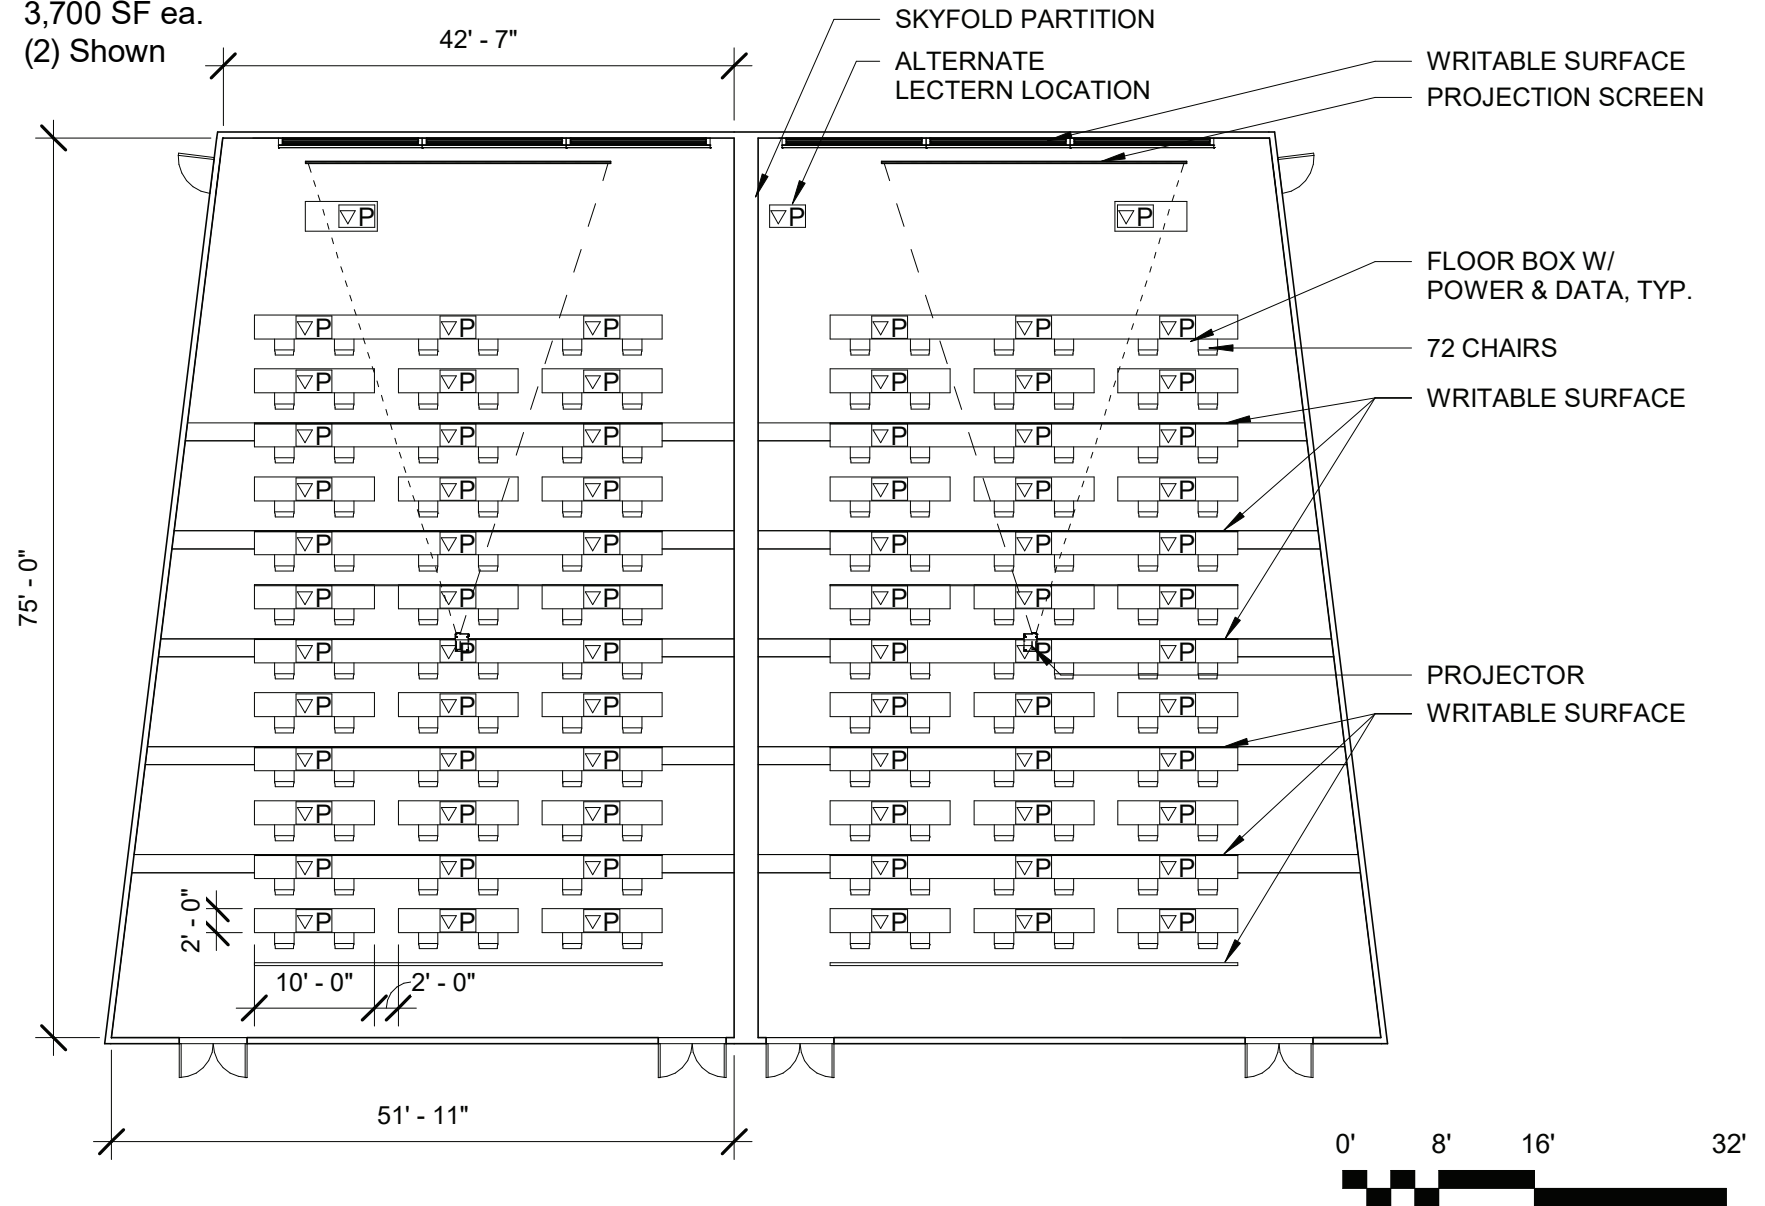 3,700 SF ea.
(2) Shown
42' - 7"
SKYFOLD PARTITION
ALTERNATE
LECTERN LOCATION
WRITABLE SURFACE
PROJECTION SCREEN
P P P
FLOOR BOX W/
POWER & DATA, TYP.
P P P P P P
72 CHAIRS
P P P P P P
WRITABLE SURFACE
P P P P P P
P P P P P P
P P P P P P
75' - 0"
P P P P P P
P P P P P P
PROJECTOR
P P P P P P
WRITABLE SURFACE
P P P P P P
P P P P P P
P P P P P P
2' - 0"
P P P P P P
10' - 0"
2' - 0"
51' - 11"
0' 8' 16' 32'